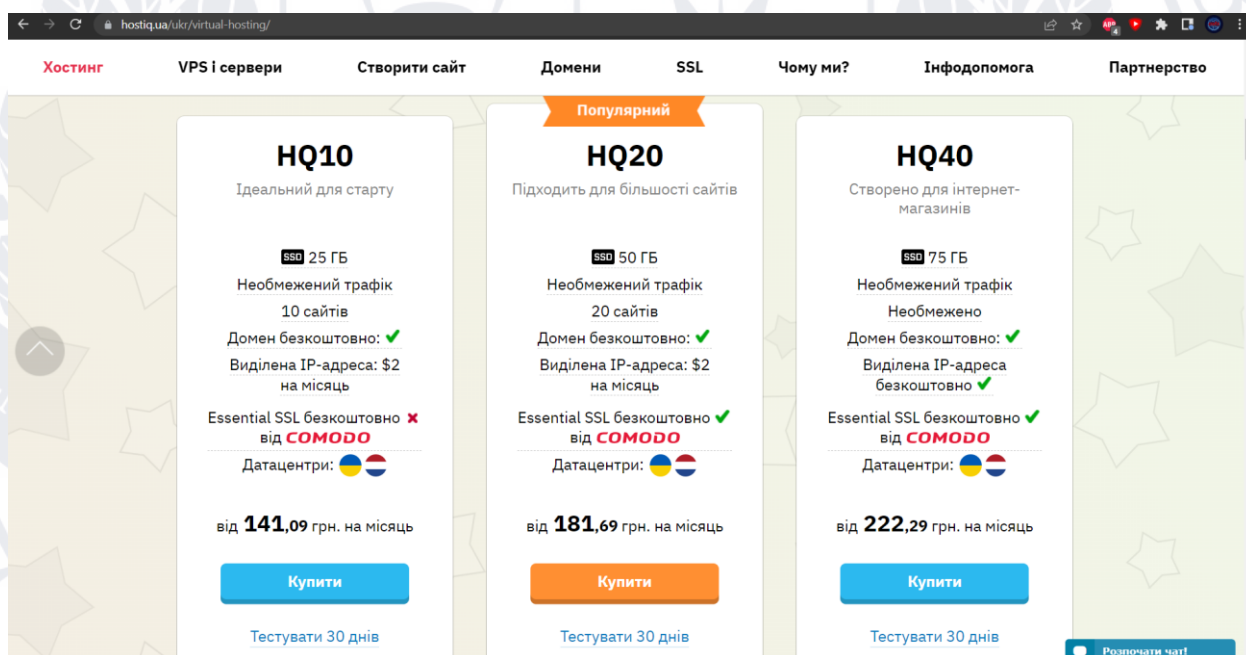 hostiq.ua/ukr/virtual-hosting/
Хостинг VPS і сервери Створити сайт Домени SSL Чому ми? Інфодопомога Партнерство
HQ10
Ідеальний для старту
SSD 25 ГБ
Необмежений трафік
10 сайтів
Домен безкоштовно:
Виділена IP-адреса: $2
на місяць
Essential SSL безкоштовно
від COMODO
Датацентри:
від 141,09 грн. на місяць
Купити
Тестувати 30 днів
Популярний
HQ20
Підходить для більшості сайтів
SSD 50 ГБ
Необмежений трафік
20 сайтів
Домен безкоштовно:
Виділена IP-адреса: $2
на місяць
Essential SSL безкоштовно
від COMODO
Датацентри:
від 181,69 грн. на місяць
Купити
Тестувати 30 днів
HQ40
Створено для інтернет-
магазинів
SSD 75 ГБ
Необмежений трафік
Необмежено
Домен безкоштовно:
Виділена IP-адреса
безкоштовно
Essential SSL безкоштовно
від COMODO
Датацентри:
від 222,29 грн. на місяць
Купити
Тестувати 30 днів
Розпочати чат!